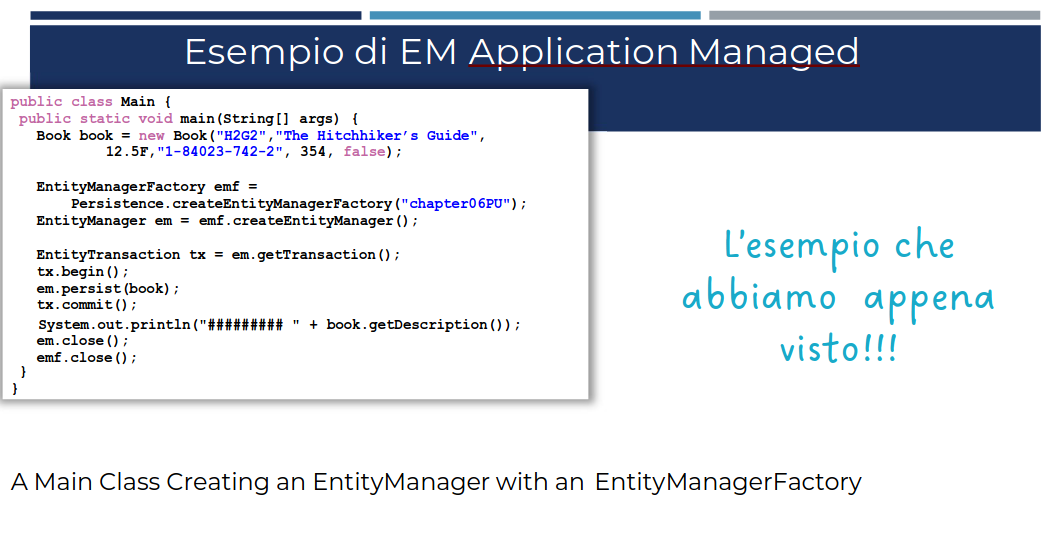 Esempio di EM Application Managed
public class Main {
public static void main(String[] args) {
Book book = new Book("H2G2","The Hitchhiker’s Guide",
12.5F,"1-84023-742-2", 354, false);
EntityManagerFactory emf =
Persistence.createEntityManagerFactory("chapter06PU");
EntityManager em = emf.createEntityManager();
EntityTransaction tx = em.getTransaction();
tx.begin();
em.persist(book);
tx.commit();
System.out.println("######### " + book.getDescription());
em.close();
emf.close();
}
}
L'esempio che
abbiamo appena
visto!!!
A Main Class Creating an EntityManager with an EntityManagerFactory